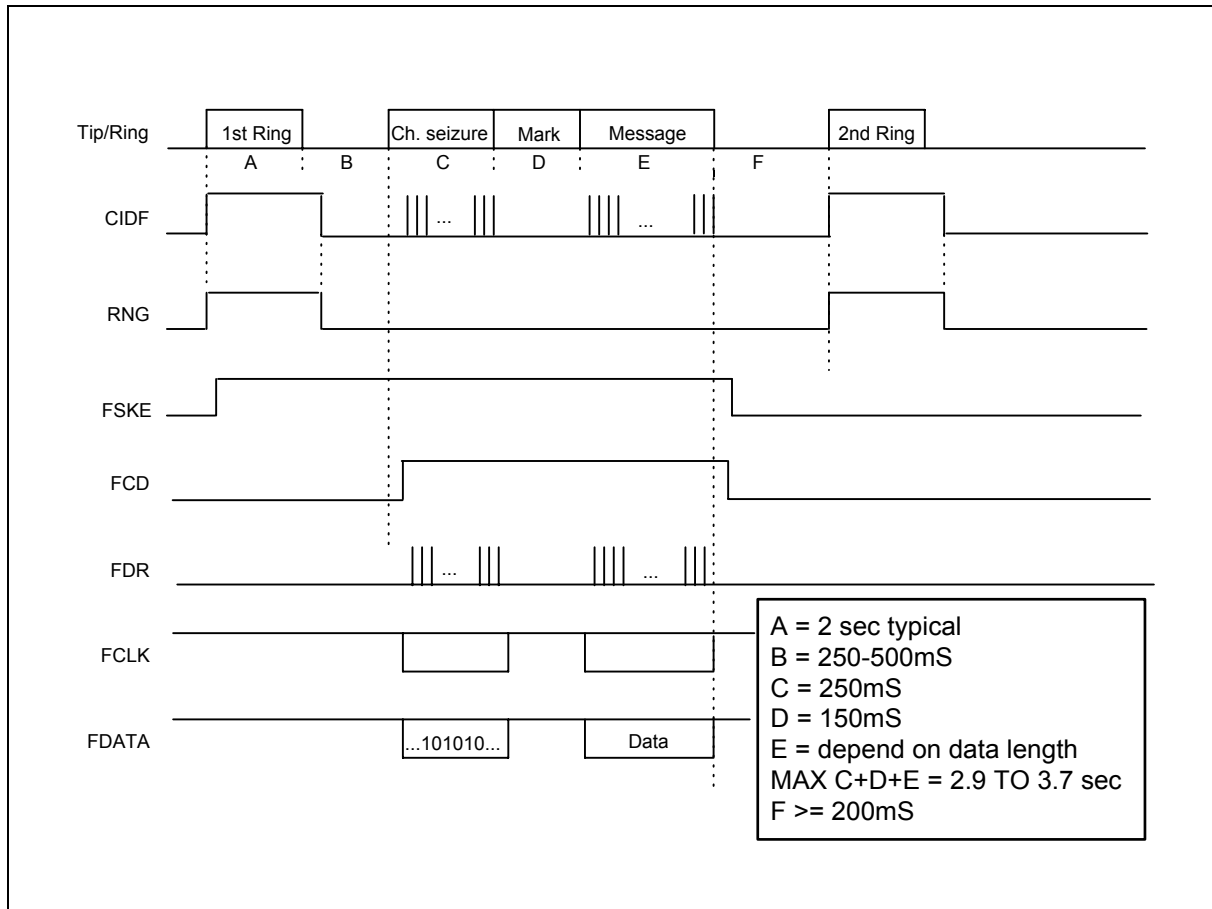 Tip/Ring 1st Ring Ch. seizure Mark Message 2nd Ring
A B C D E F
CIDF ... ...
RNG
FSKE
FCD
FDR ... ...
FCLK
FDATA ...101010... Data
A = 2 sec typical
B = 250-500mS
C = 250mS
D = 150mS
E = depend on data length
MAX C+D+E = 2.9 TO 3.7 sec
F >= 200mS